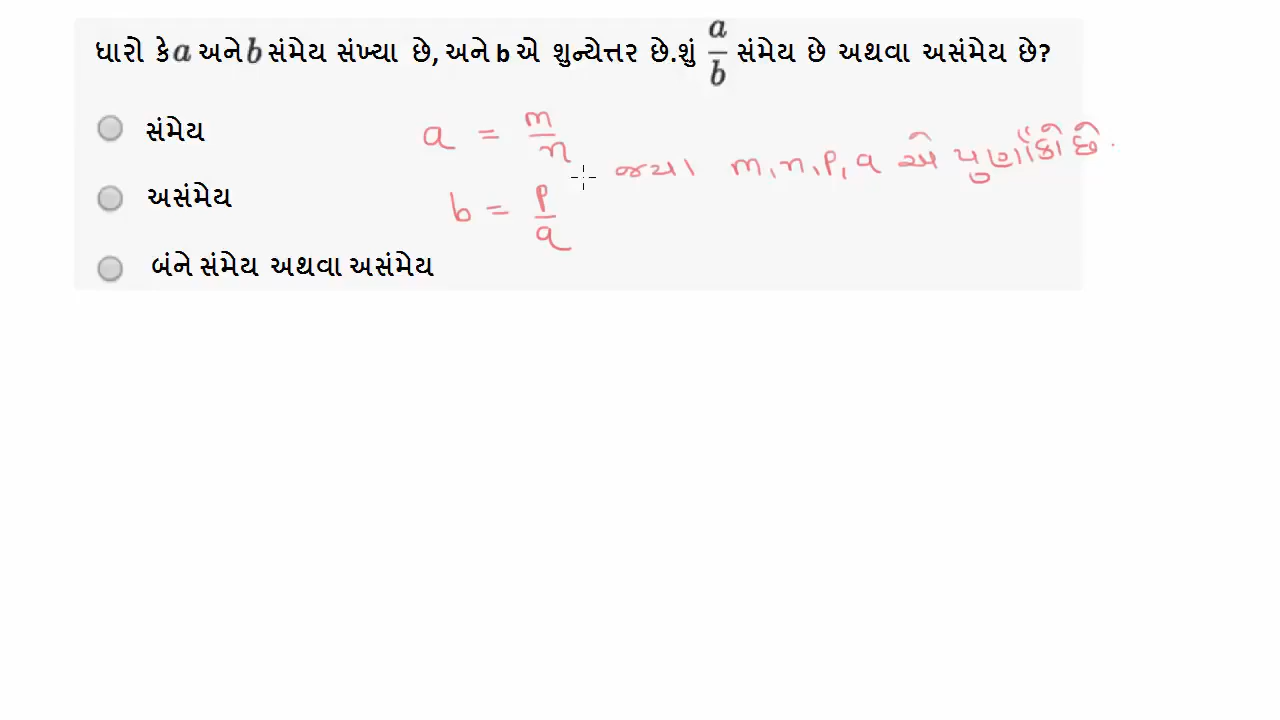 ધારો કે a અને b સંમેય સંખ્યા છે, અને b એ શુન્યેત્તર છે.શું a/b સંમેય છે અથવા અસંમેય છે?
સંમેય
a = m/n
જ્યા m, n, p, q એ પુર્ણાંકો છે.
અસંમેય
b = p/q
બંને સંમેય અથવા અસંમેય